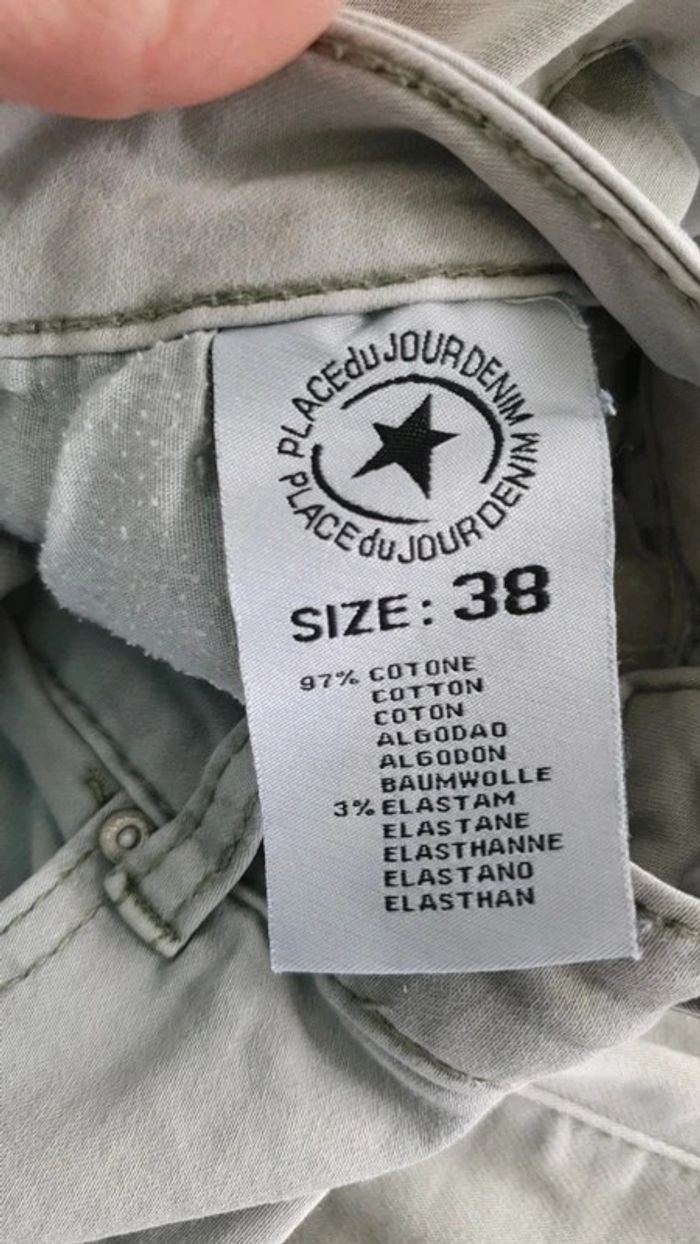 PLACEduJOURDENIM
PLACEduJOURDENIM
SIZE: 38
97% COTONE
COTTON
COTON
ALGODAO
ALGODON
BAUMWOLLE
3% ELASTAM
ELASTANE
ELASTHANNE
ELASTANO
ELASTHAN